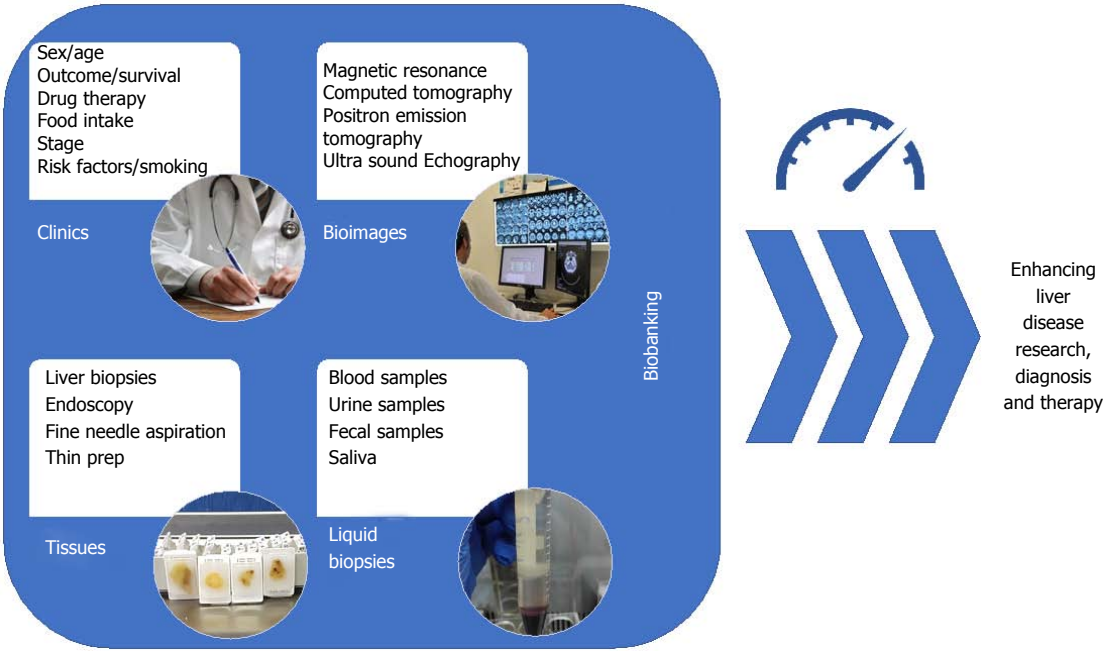 Sex/age
Outcome/survival
Drug therapy
Food intake
Stage
Risk factors/smoking
Clinics
Magnetic resonance
Computed tomography
Positron emission
tomography
Ultra sound Echography
Bioimages
Liver biopsies
Endoscopy
Fine needle aspiration
Thin prep
Tissues
Blood samples
Urine samples
Fecal samples
Saliva
Liquid
biopsies
Biobanking
Enhancing
liver
disease
research,
diagnosis
and therapy